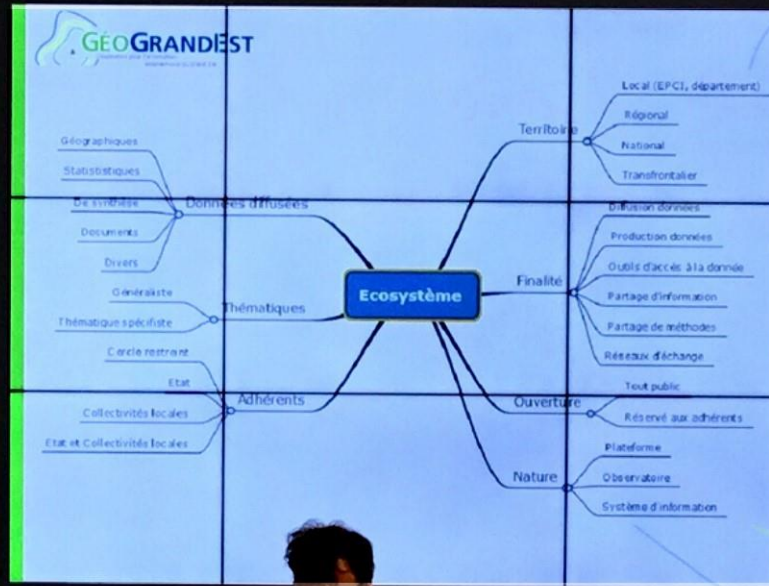 GÉOGRANDEST
Géographiques
Statististiques
De synthèse
Documents
Divers
Données diffusées
Généraliste
Thématique spécifiste
Thématiques
Cercle restreint
Etat
Collectivités locales
Etat et Collectivités locales
Adhérents
Ecosystème
Territoire
Local (EPCI, département)
Régional
National
Transfrontalier
Finalité
Diffusion données
Production données
Outils d'accès à la donnée
Partage d'information
Partage de méthodes
Réseaux d'échange
Ouverture
Tout public
Réservé aux adhérents
Nature
Plateforme
Observatoire
Système d'information